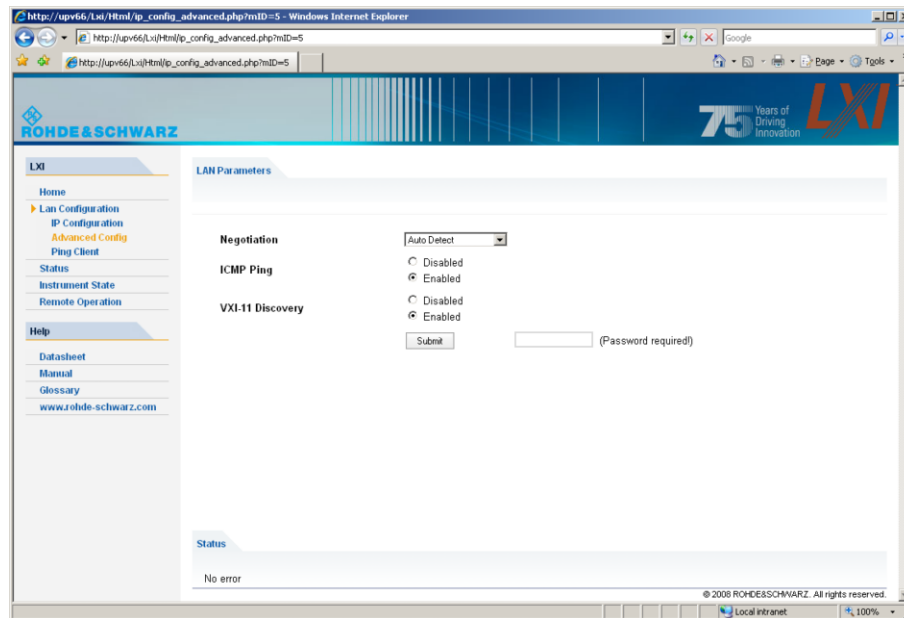 http://upv66/Lxi/Html/ip_config_advanced.php?mID=5 - Windows Internet Explorer
http://upv66/Lxi/Html/ip_config_advanced.php?mID=5
Google
http://upv66/Lxi/Html/ip_config_advanced.php?mID=5
Page
Tools
ROHDE&SCHWARZ
75 Years of
Driving
Innovation
LXI
LXI
Home
Lan Configuration
IP Configuration
Advanced Config
Ping Client
Status
Instrument State
Remote Operation
Help
Datasheet
Manual
Glossary
www.rohde-schwarz.com
LAN Parameters
Negotiation
Auto Detect
ICMP Ping
Disabled
Enabled
VXI-11 Discovery
Disabled
Enabled
Submit
(Password required!)
Status
No error
© 2008 ROHDE&SCHWARZ. All rights reserved.
Local intranet
100%